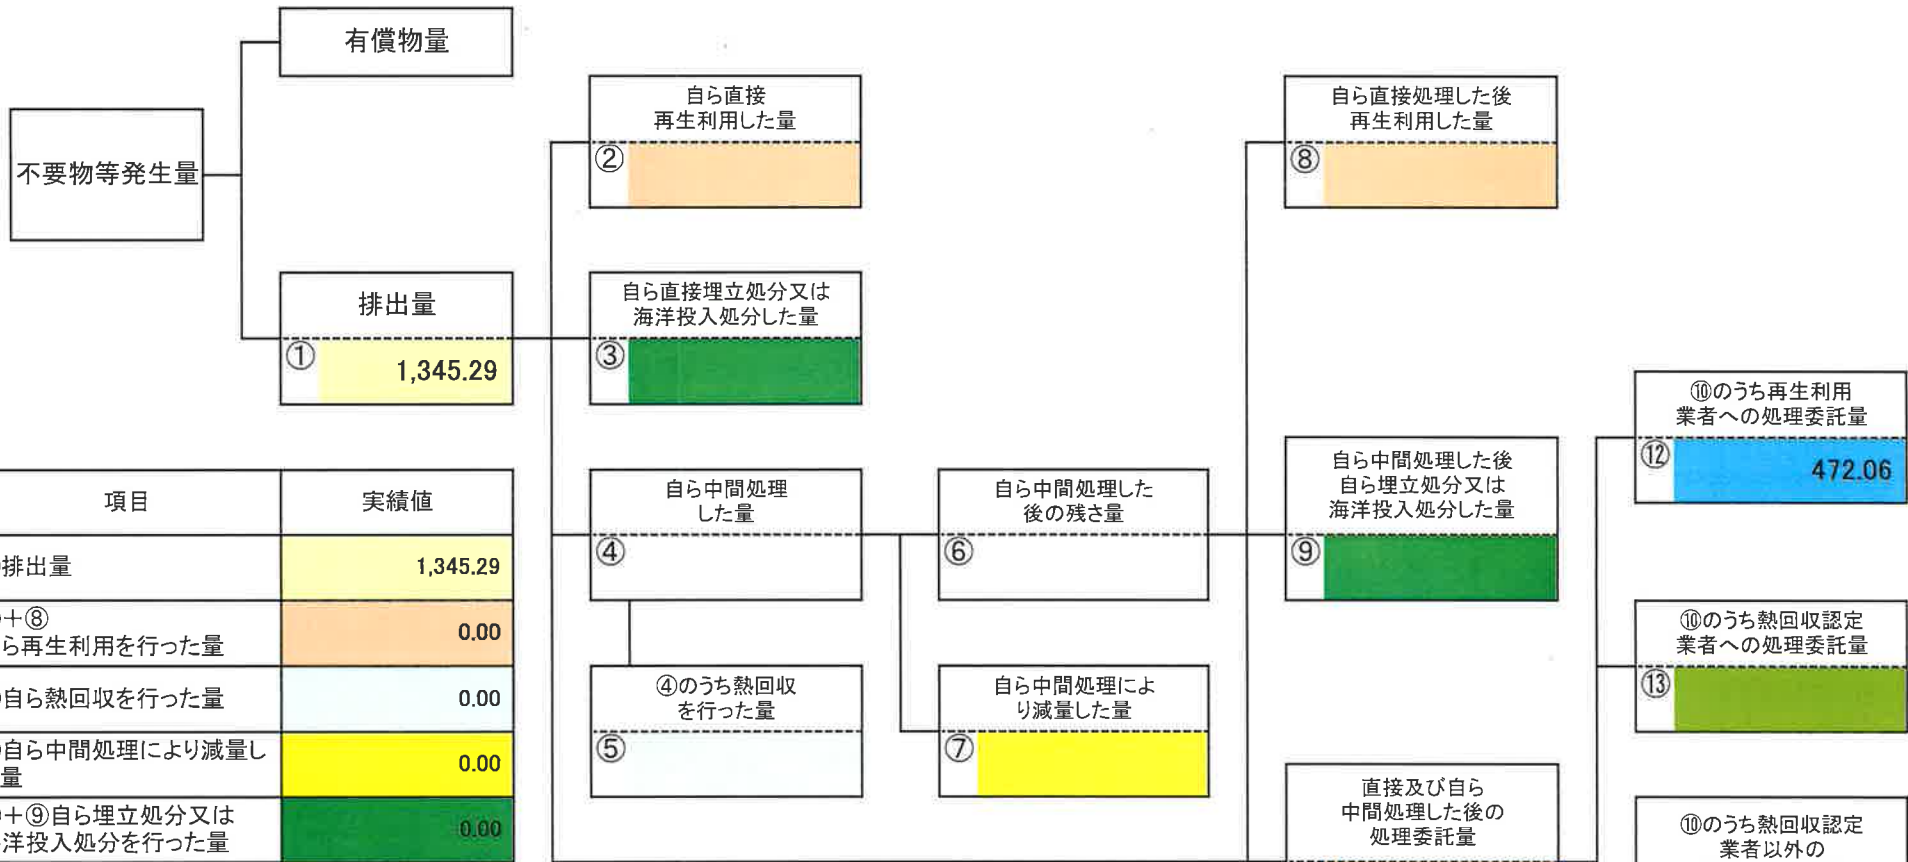 有償物量
不要物等発生量
自ら直接
再生利用した量
②
自ら直接処理した後
再生利用した量
⑧
排出量
①
1,345.29
自ら直接埋立処分又は
海洋投入処分した量
③
⑩のうち再生利用
業者への処理委託量
⑫
472.06
自ら中間処理
した量
④
自ら中間処理した
後の残さ量
⑥
自ら中間処理した後
自ら埋立処分又は
海洋投入処分した量
⑨
⑩のうち熱回収認定
業者への処理委託量
⑬
④のうち熱回収
を行った量
⑤
自ら中間処理によ
り減量した量
⑦
直接及び自ら
中間処理した後の
処理委託量
⑩のうち熱回収認定
業者以外の
項目
実績値
排出量
1,345.29
+⑧
ら再生利用を行った量
0.00
自ら熱回収を行った量
0.00
自ら中間処理により減量し
量
0.00
+⑨自ら埋立処分又は
洋投入処分を行った量
0.00